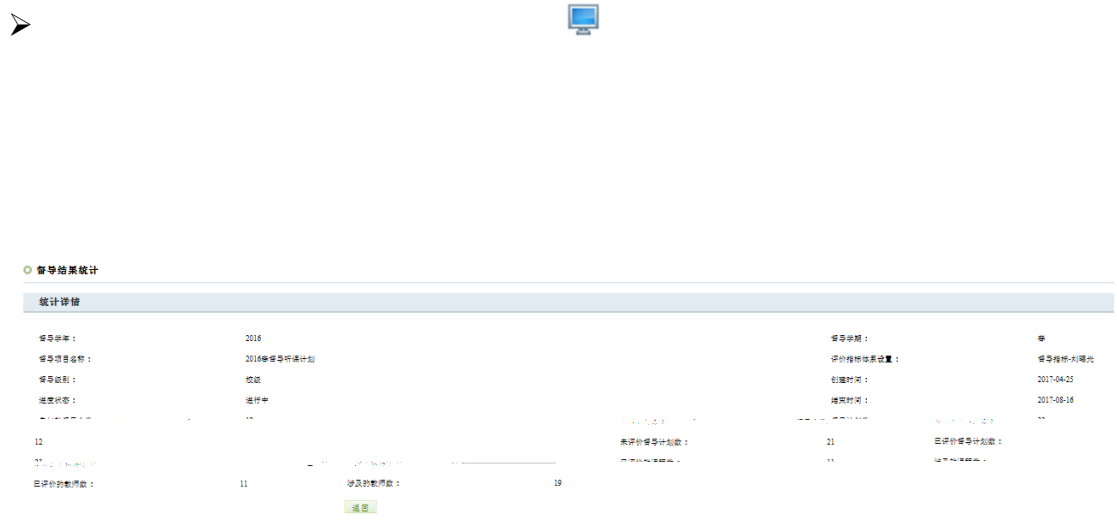 督导结果统计
统计详情
督导学年： 2016 督导学期： 春
督导项目名称： 2016春督导听课计划 评价指标体系设置： 督导指标-刘曙光
督导级别： 校级 创建时间： 2017-04-25
进度状态： 进行中 结束时间： 2017-08-16
12 未评价督导计划数： 21 已评价督导计划数：
已评价的教师数： 11 涉及的教师数： 19
返回